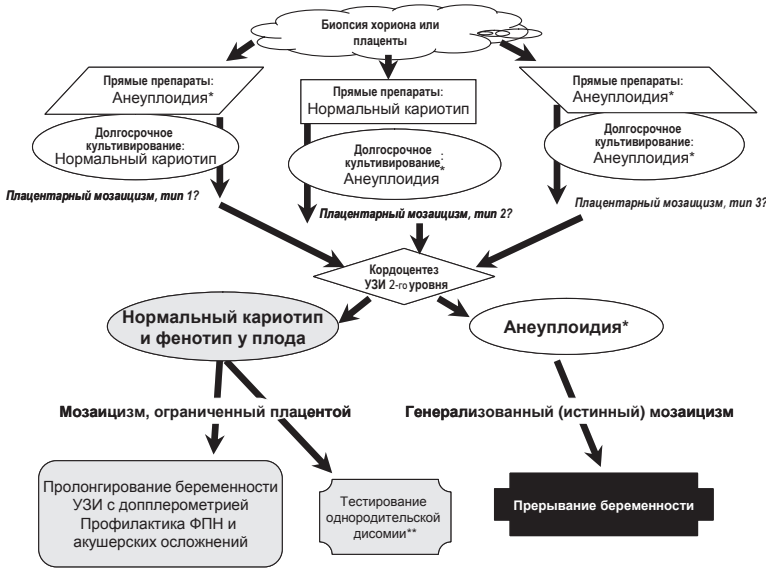 Биопсия хориона или
плаценты
Прямые препараты:
Анеуплоидия*
Прямые препараты:
Нормальный кариотип
Прямые препараты:
Анеуплоидия*
Долгосрочное
культивирование:
Нормальный кариотип
Долгосрочное
культивирование:
Анеуплоидия*
Долгосрочное
культивирование:
Анеуплоидия*
Плацентарный мозаицизм, тип 1?
Плацентарный мозаицизм, тип 2?
Плацентарный мозаицизм, тип 3?
Кордоцентез
УЗИ 2-го уровня
Нормальный кариотип
и фенотип у плода
Анеуплоидия*
Мозаицизм, ограниченный плацентой
Генерализованный (истинный) мозаицизм
Пролонгирование беременности
УЗИ с допплерометрией
Профилактика ФПН и
акушерских осложнений
Тестирование
однородительской
дисомии**
Прерывание беременности